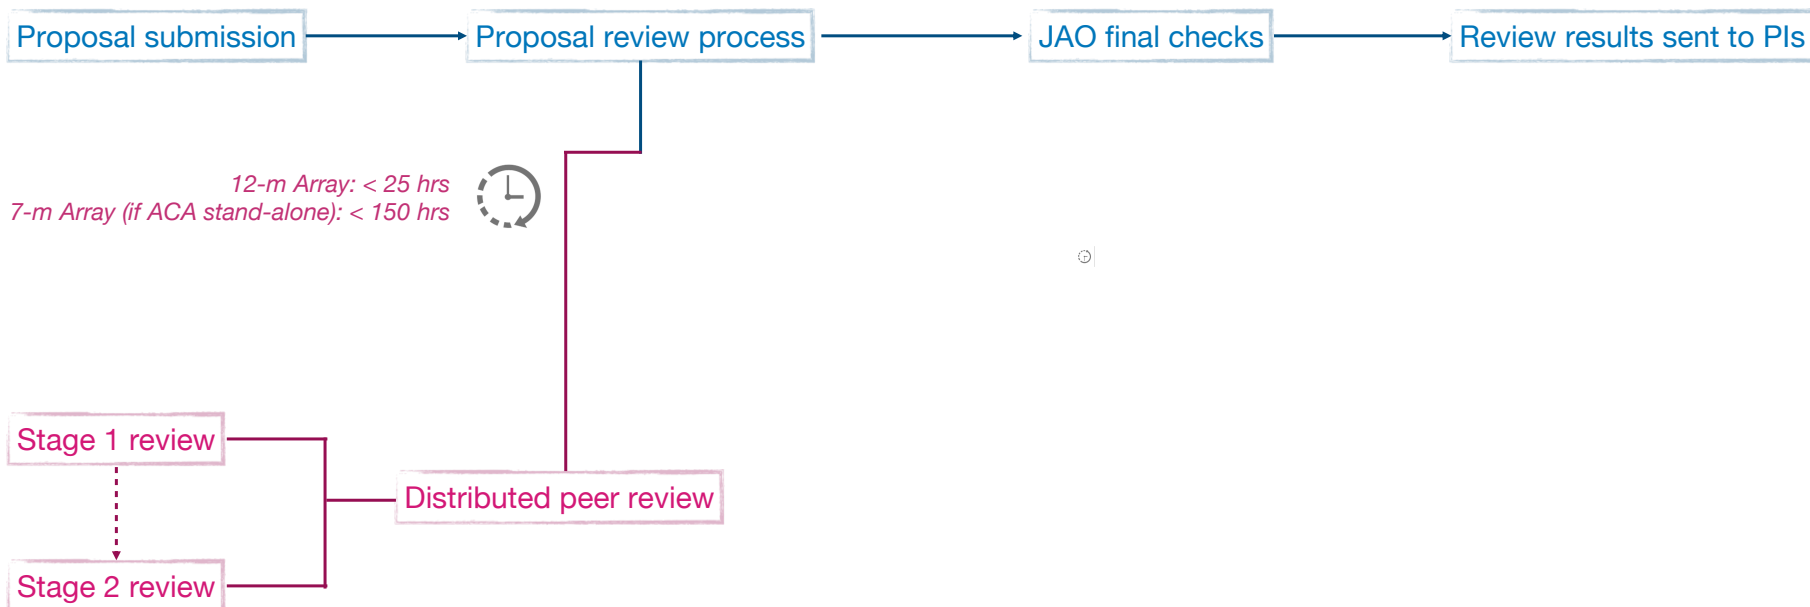 Proposal submission
Proposal review process
JAO final checks
Review results sent to PIs
12-m Array: < 25 hrs
7-m Array (if ACA stand-alone): < 150 hrs
Stage 1 review
Distributed peer review
Stage 2 review